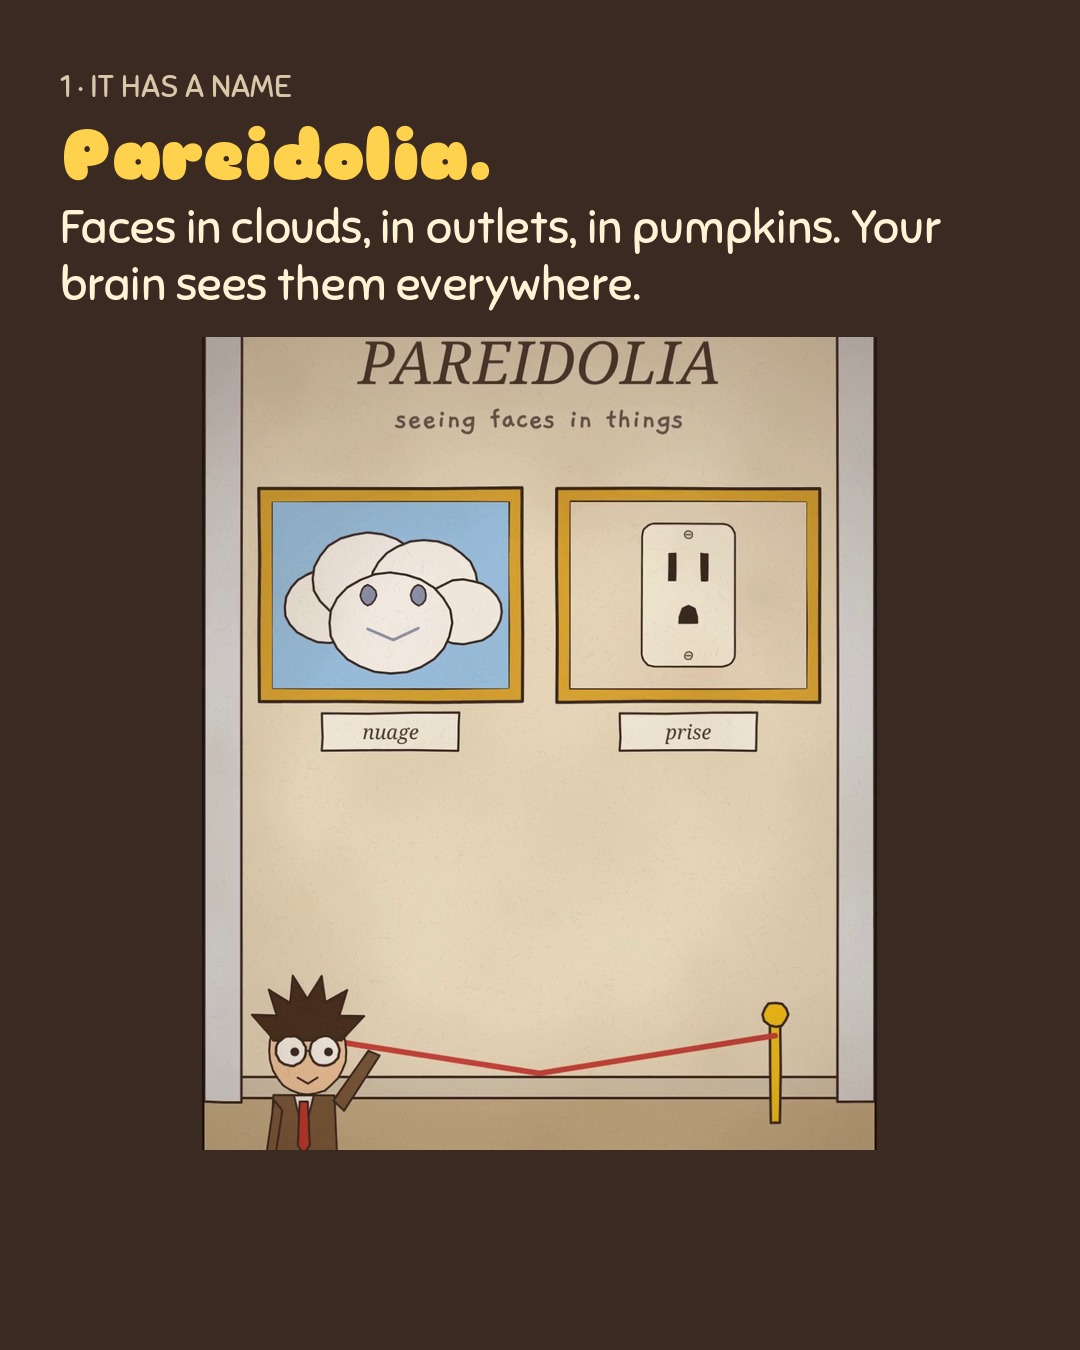 1 · IT HAS A NAME
Pareidolia.
Faces in clouds, in outlets, in pumpkins. Your
brain sees them everywhere.
PAREIDOLIA
seeing faces in things
nuage
prise